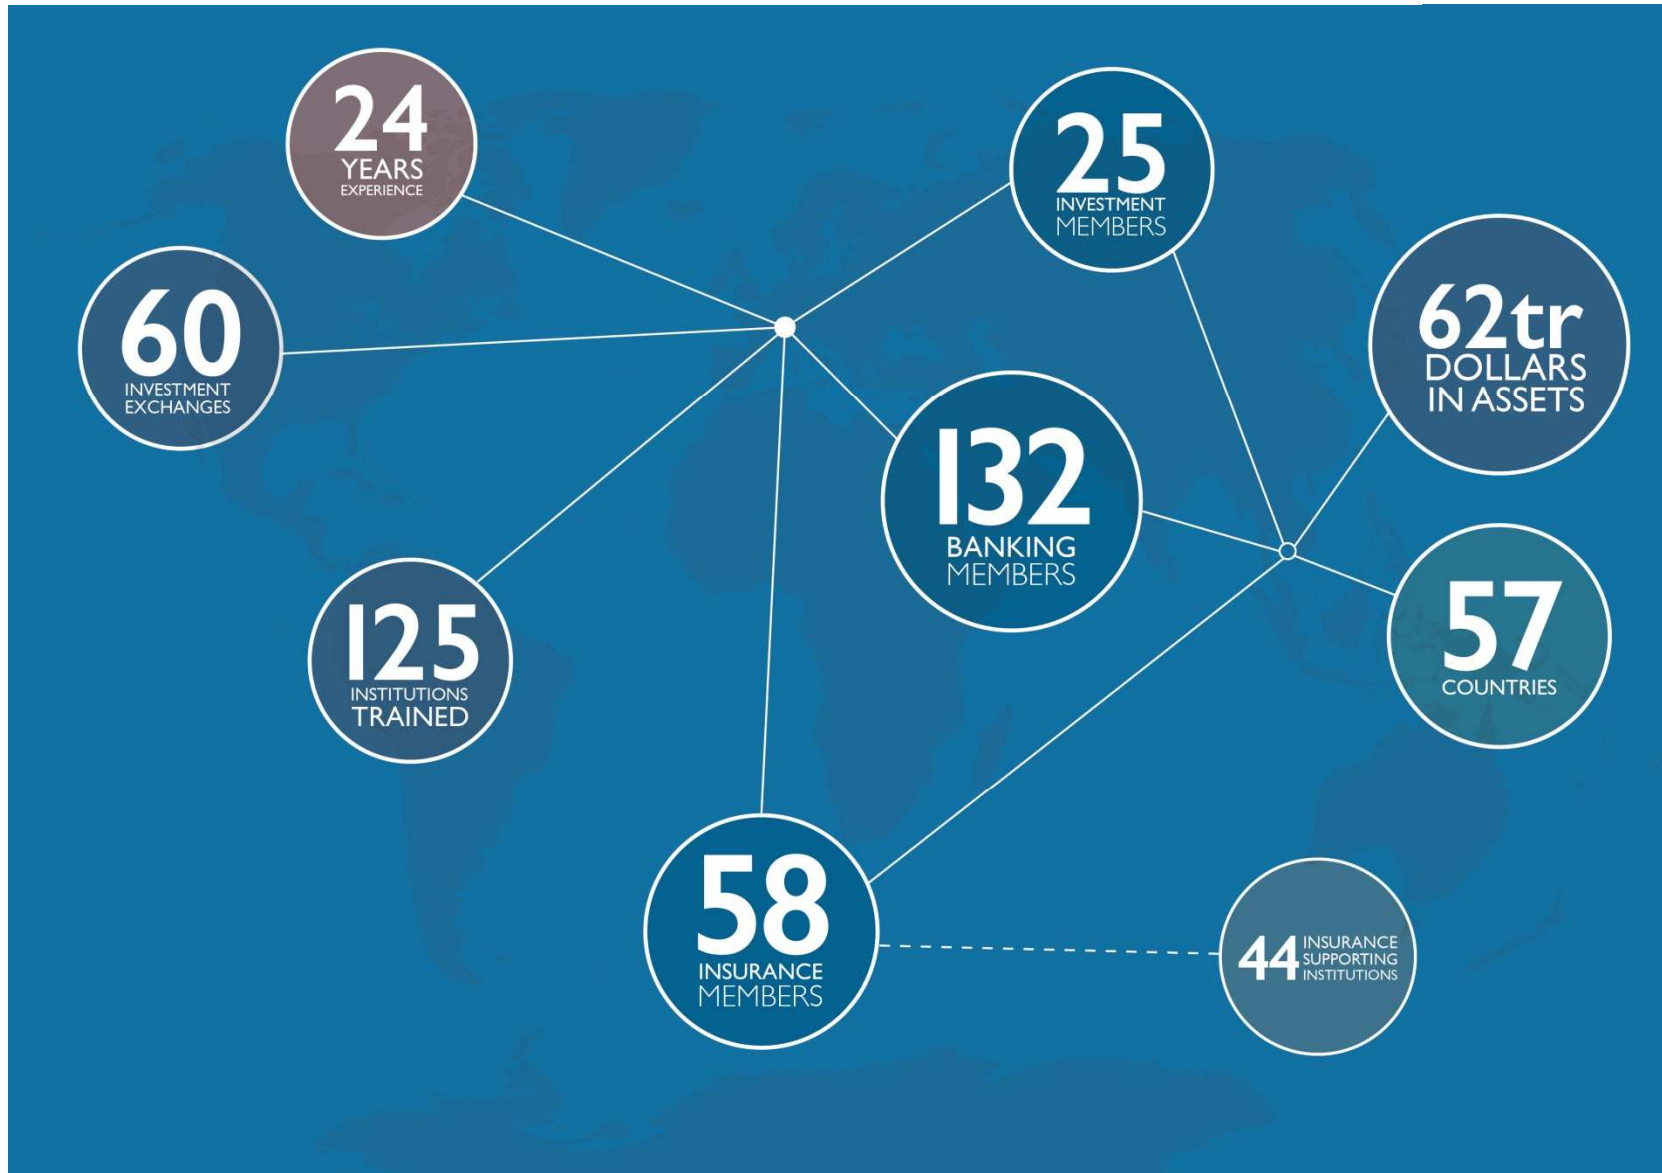 24
YEARS
EXPERIENCE
25
INVESTMENT
MEMBERS
60
INVESTMENT
EXCHANGES
62tr
DOLLARS
IN ASSETS
132
BANKING
MEMBERS
125
INSTITUTIONS
TRAINED
57
COUNTRIES
58
INSURANCE
MEMBERS
44
INSURANCE
SUPPORTING
INSTITUTIONS